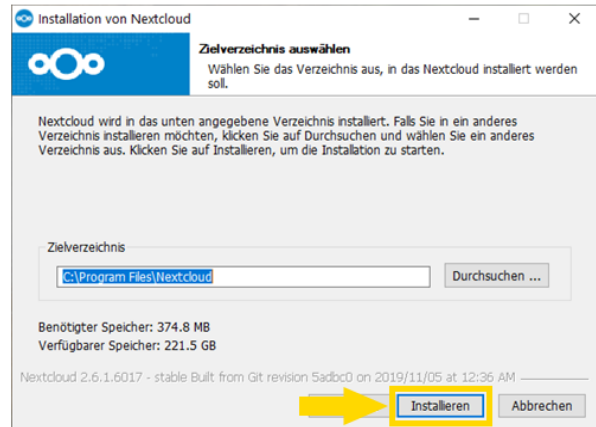 Installation von Nextcloud
Zielverzeichnis auswählen
Wählen Sie das Verzeichnis aus, in das Nextcloud installiert werden
soll.
Nextcloud wird in das unten angegebene Verzeichnis installiert. Falls Sie in ein anderes
Verzeichnis installieren möchten, klicken Sie auf Durchsuchen und wählen Sie ein anderes
Verzeichnis aus. Klicken Sie auf Installieren, um die Installation zu starten.
Zielverzeichnis
C:\Program Files\Nextcloud
Durchsuchen ...
Benötigter Speicher: 374.8 MB
Verfügbarer Speicher: 221.5 GB
Nextcloud 2.6.1.6017 - stable Built from Git revision 5adbc0 on 2019/11/05 at 12:36 AM
Installieren
Abbrechen